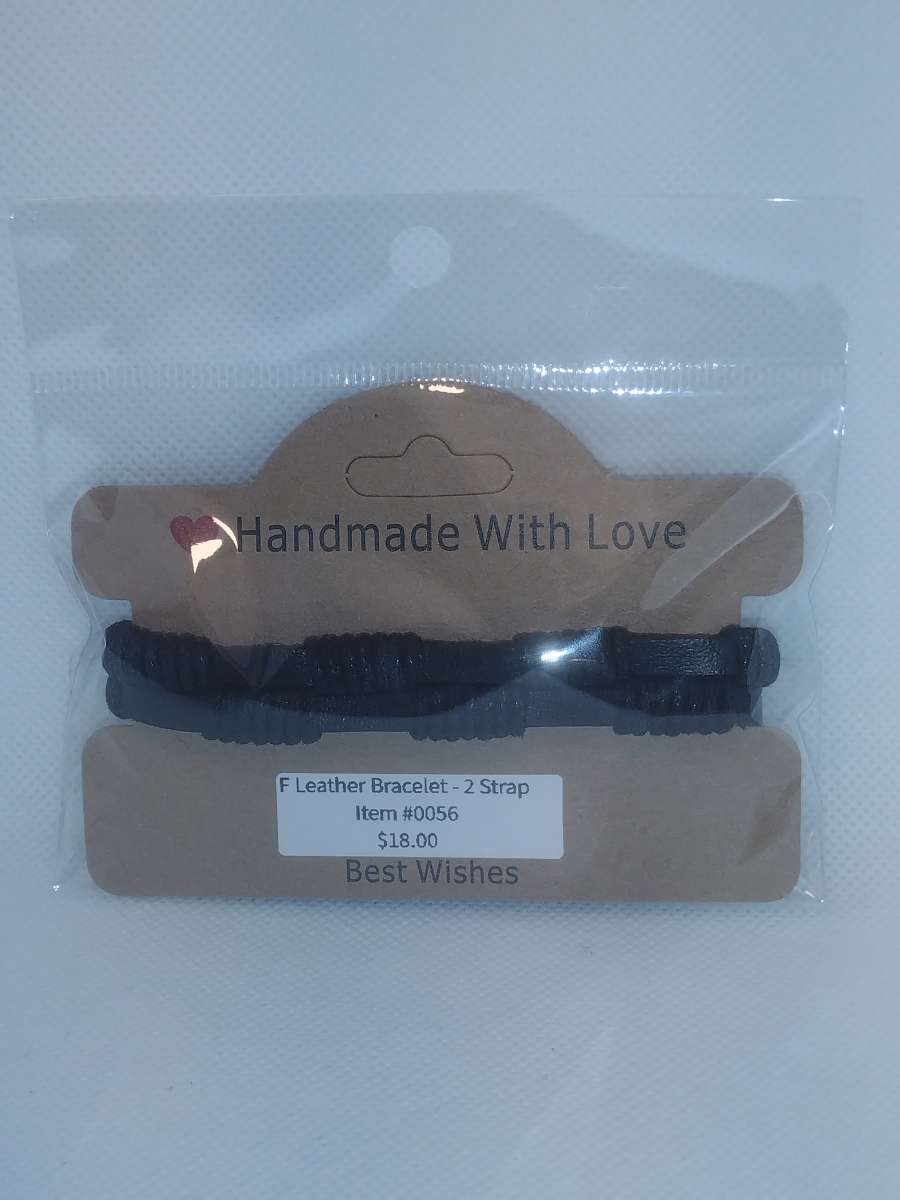 Handmade With Love
F Leather Bracelet - 2 Strap
Item #0056
$18.00
Best Wishes